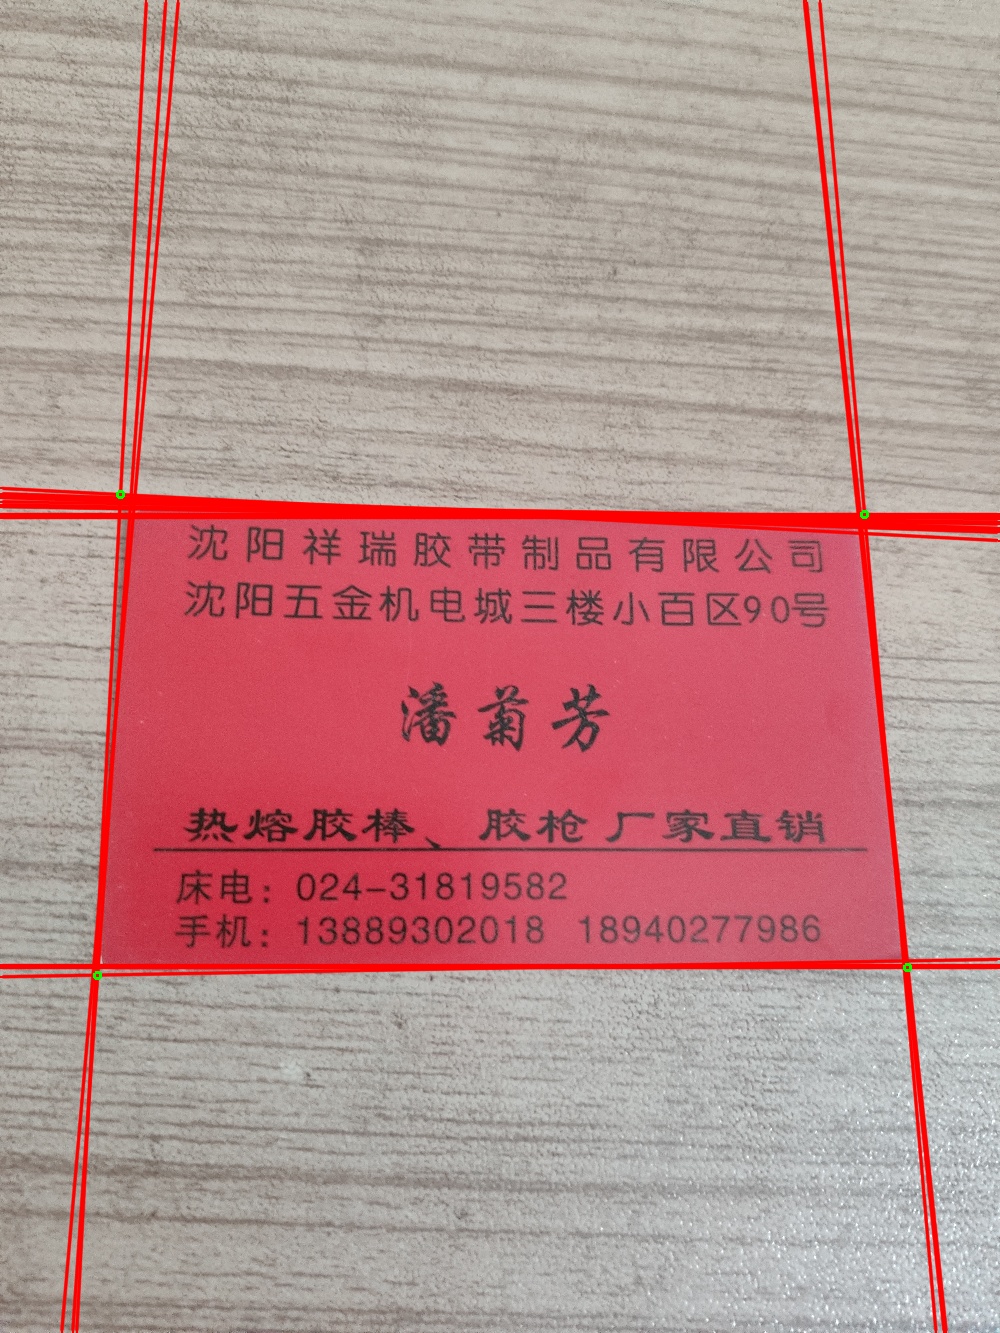 沈阳祥瑞胶带制品有限公司
沈阳五金机电城三楼小百区90号
潘菊芳
热熔胶棒、胶枪厂家直销
床电：024-31819582
手机：13889302018 18940277986